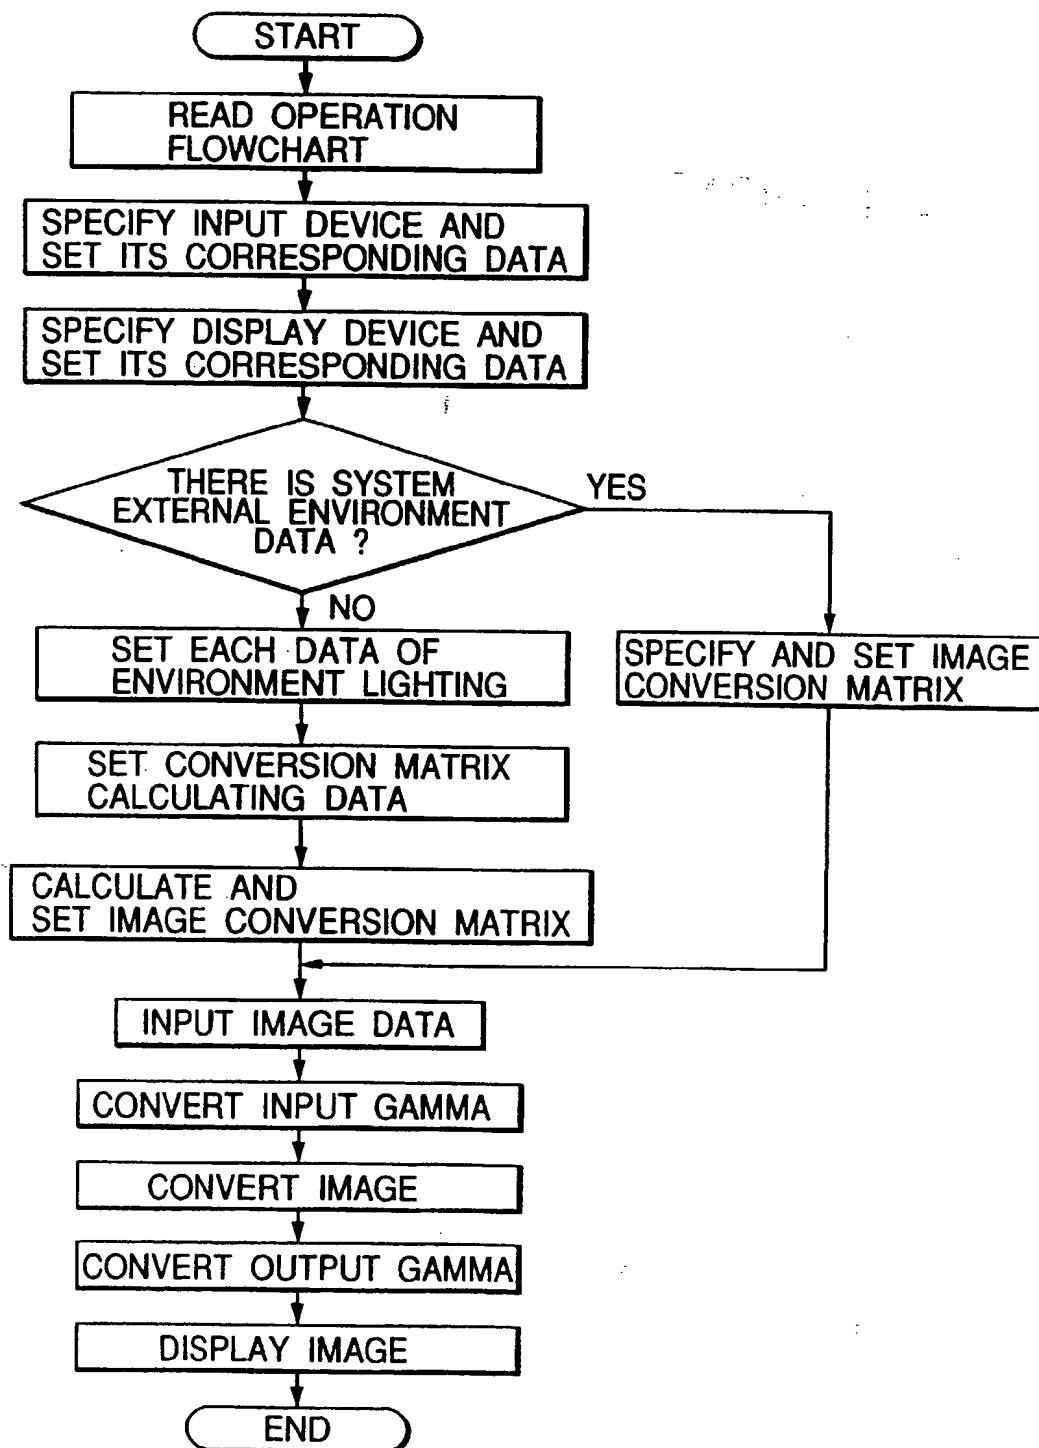 START
READ OPERATION
FLOWCHART
SPECIFY INPUT DEVICE AND
SET ITS CORRESPONDING DATA
SPECIFY DISPLAY DEVICE AND
SET ITS CORRESPONDING DATA
THERE IS SYSTEM
EXTERNAL ENVIRONMENT
DATA ?
YES
NO
SET EACH DATA OF
ENVIRONMENT LIGHTING
SPECIFY AND SET IMAGE
CONVERSION MATRIX
SET CONVERSION MATRIX
CALCULATING DATA
CALCULATE AND
SET IMAGE CONVERSION MATRIX
INPUT IMAGE DATA
CONVERT INPUT GAMMA
CONVERT IMAGE
CONVERT OUTPUT GAMMA
DISPLAY IMAGE
END